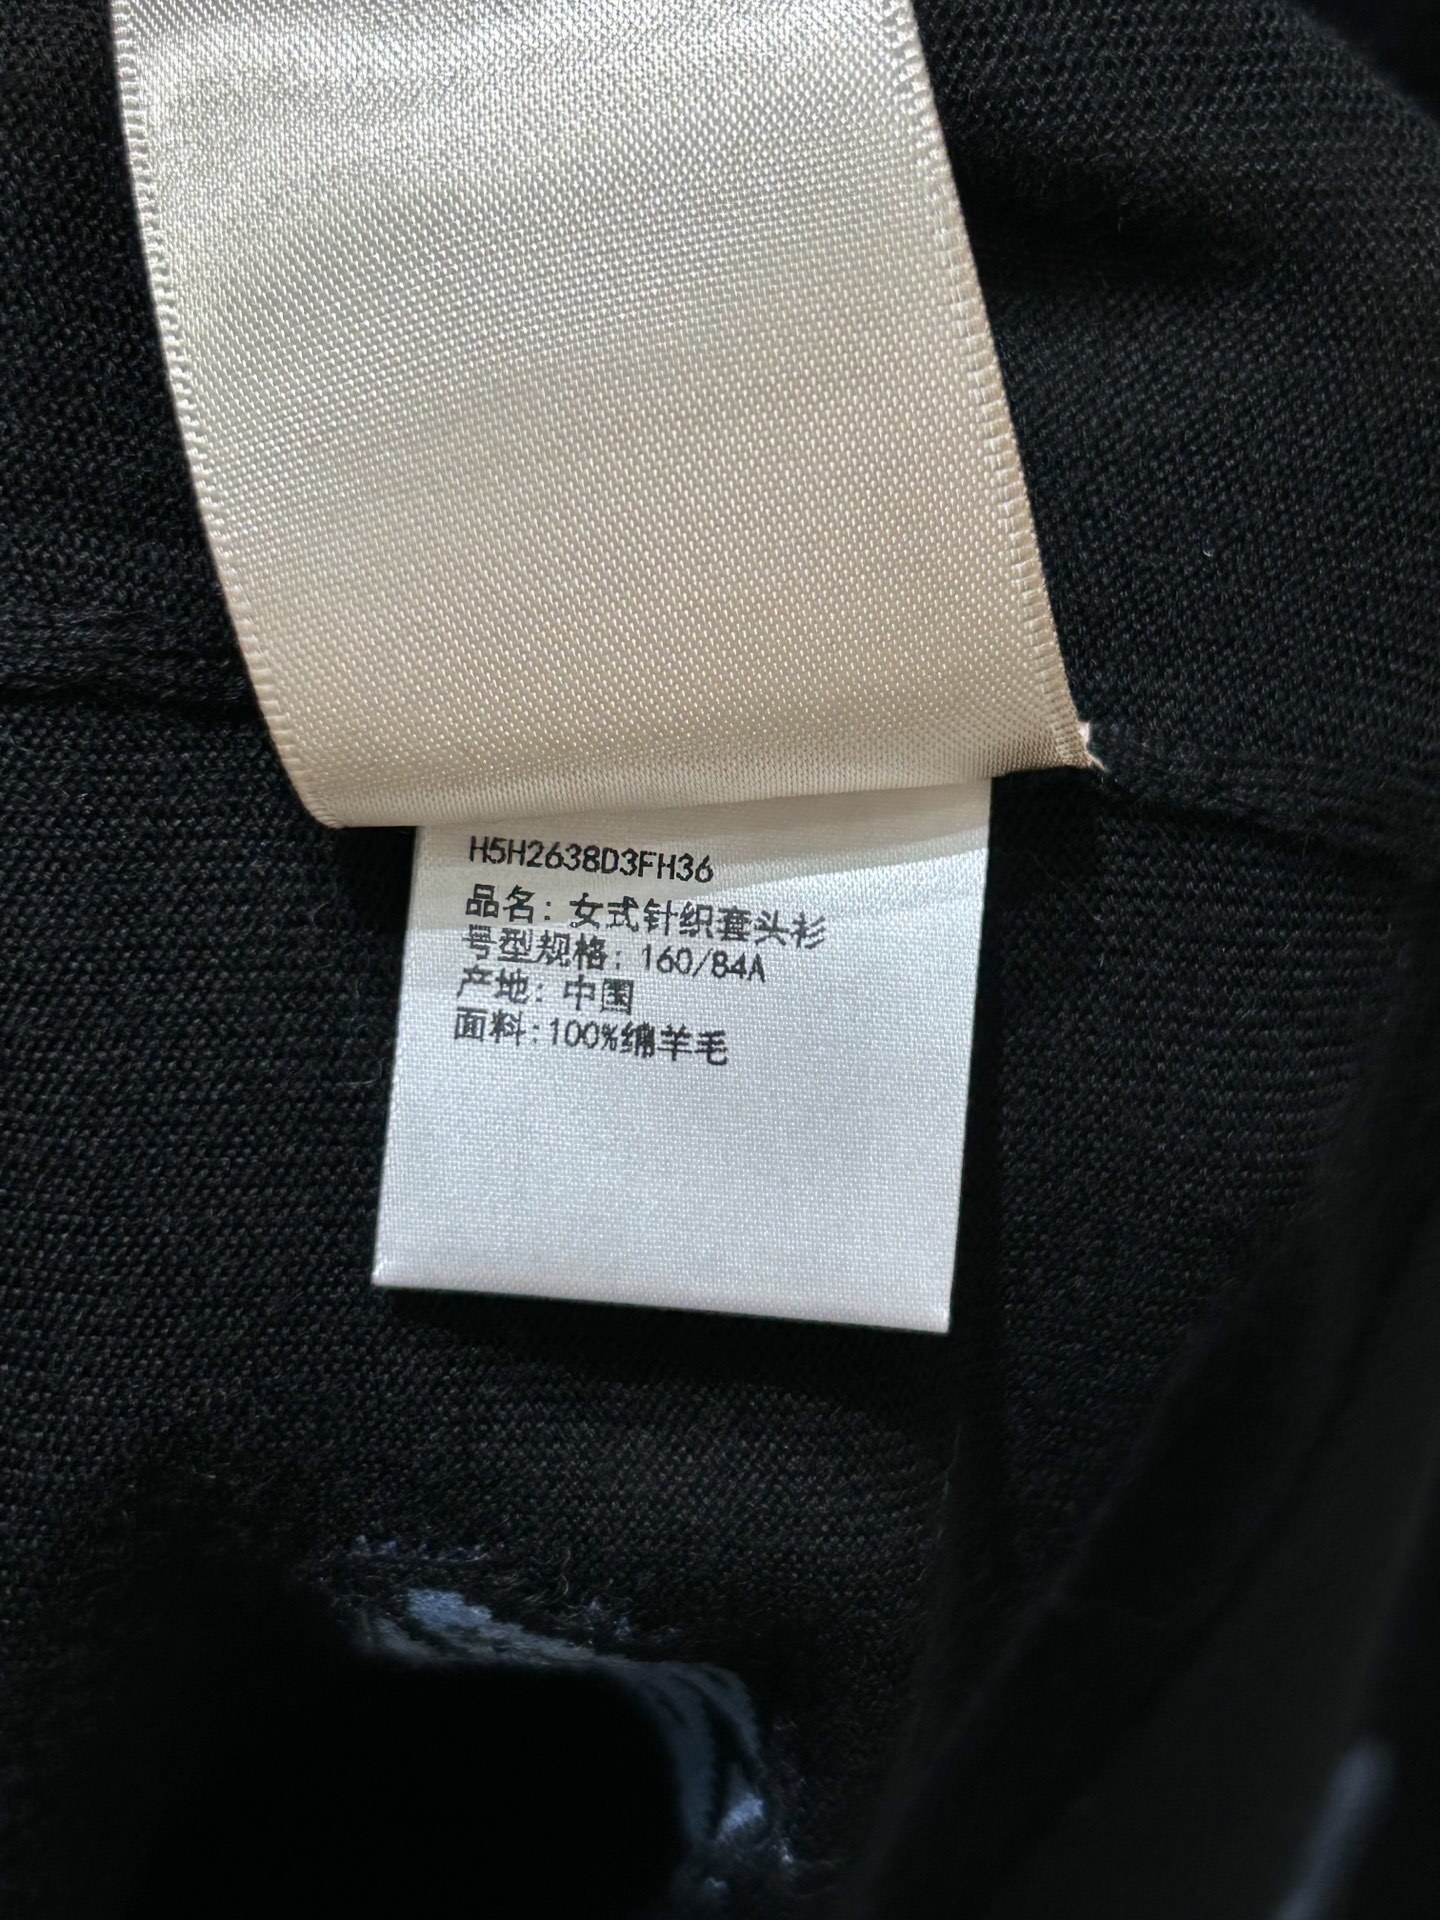 H5H2638D3FH36
品名：女式针织套头衫
号型规格：160/84A
产地：中国
面料:100%绵羊毛